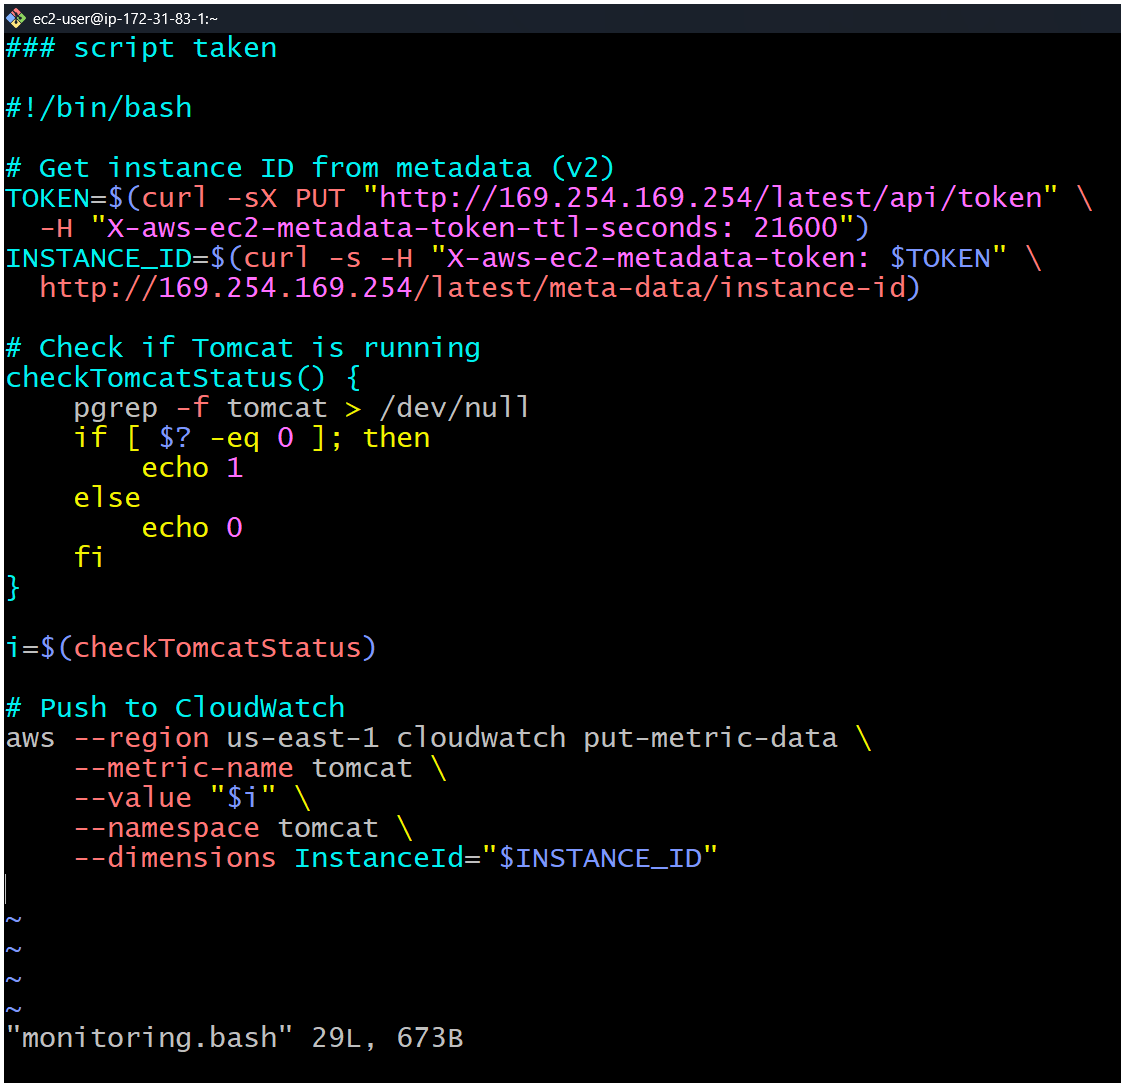 ec2-user@ip-172-31-83-1:~
### script taken
#!/bin/bash
# Get instance ID from metadata (v2)
TOKEN=$(curl -sX PUT "http://169.254.169.254/latest/api/token" \
  -H "X-aws-ec2-metadata-token-ttl-seconds: 21600")
INSTANCE_ID=$(curl -s -H "X-aws-ec2-metadata-token: $TOKEN" \
  http://169.254.169.254/latest/meta-data/instance-id)
# Check if Tomcat is running
checkTomcatStatus() {
    pgrep -f tomcat > /dev/null
    if [ $? -eq 0 ]; then
        echo 1
    else
        echo 0
    fi
}
i=$(checkTomcatStatus)
# Push to CloudWatch
aws --region us-east-1 cloudwatch put-metric-data \
    --metric-name tomcat \
    --value "$i" \
    --namespace tomcat \
    --dimensions InstanceId="$INSTANCE_ID"
~
~
~
~
"monitoring.bash" 29L, 673B